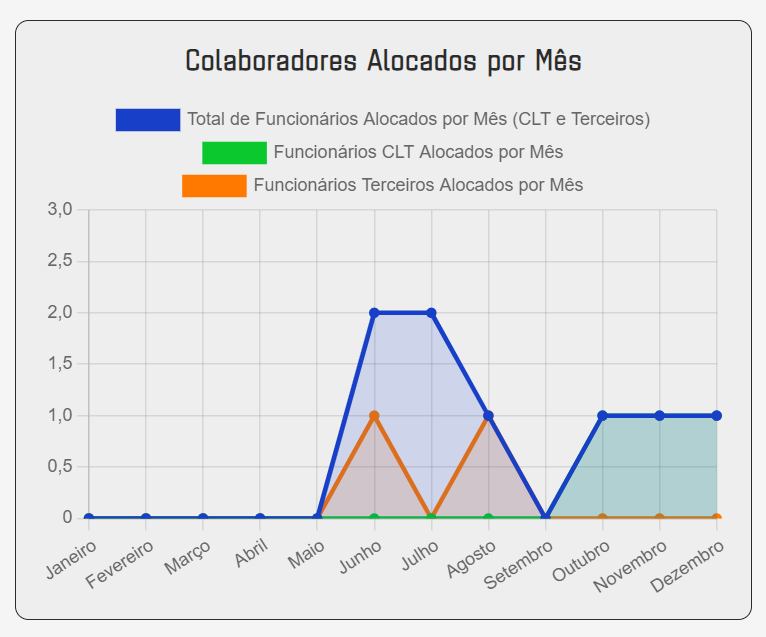 Colaboradores Alocados por Mês
Total de Funcionários Alocados por Mês (CLT e Terceiros)
Funcionários CLT Alocados por Mês
Funcionários Terceiros Alocados por Mês
3,0
2,5
2,0
1,5
1,0
0,5
0
Janeiro
Fevereiro
Março
Abril
Maio
Junho
Julho
Agosto
Setembro
Outubro
Novembro
Dezembro